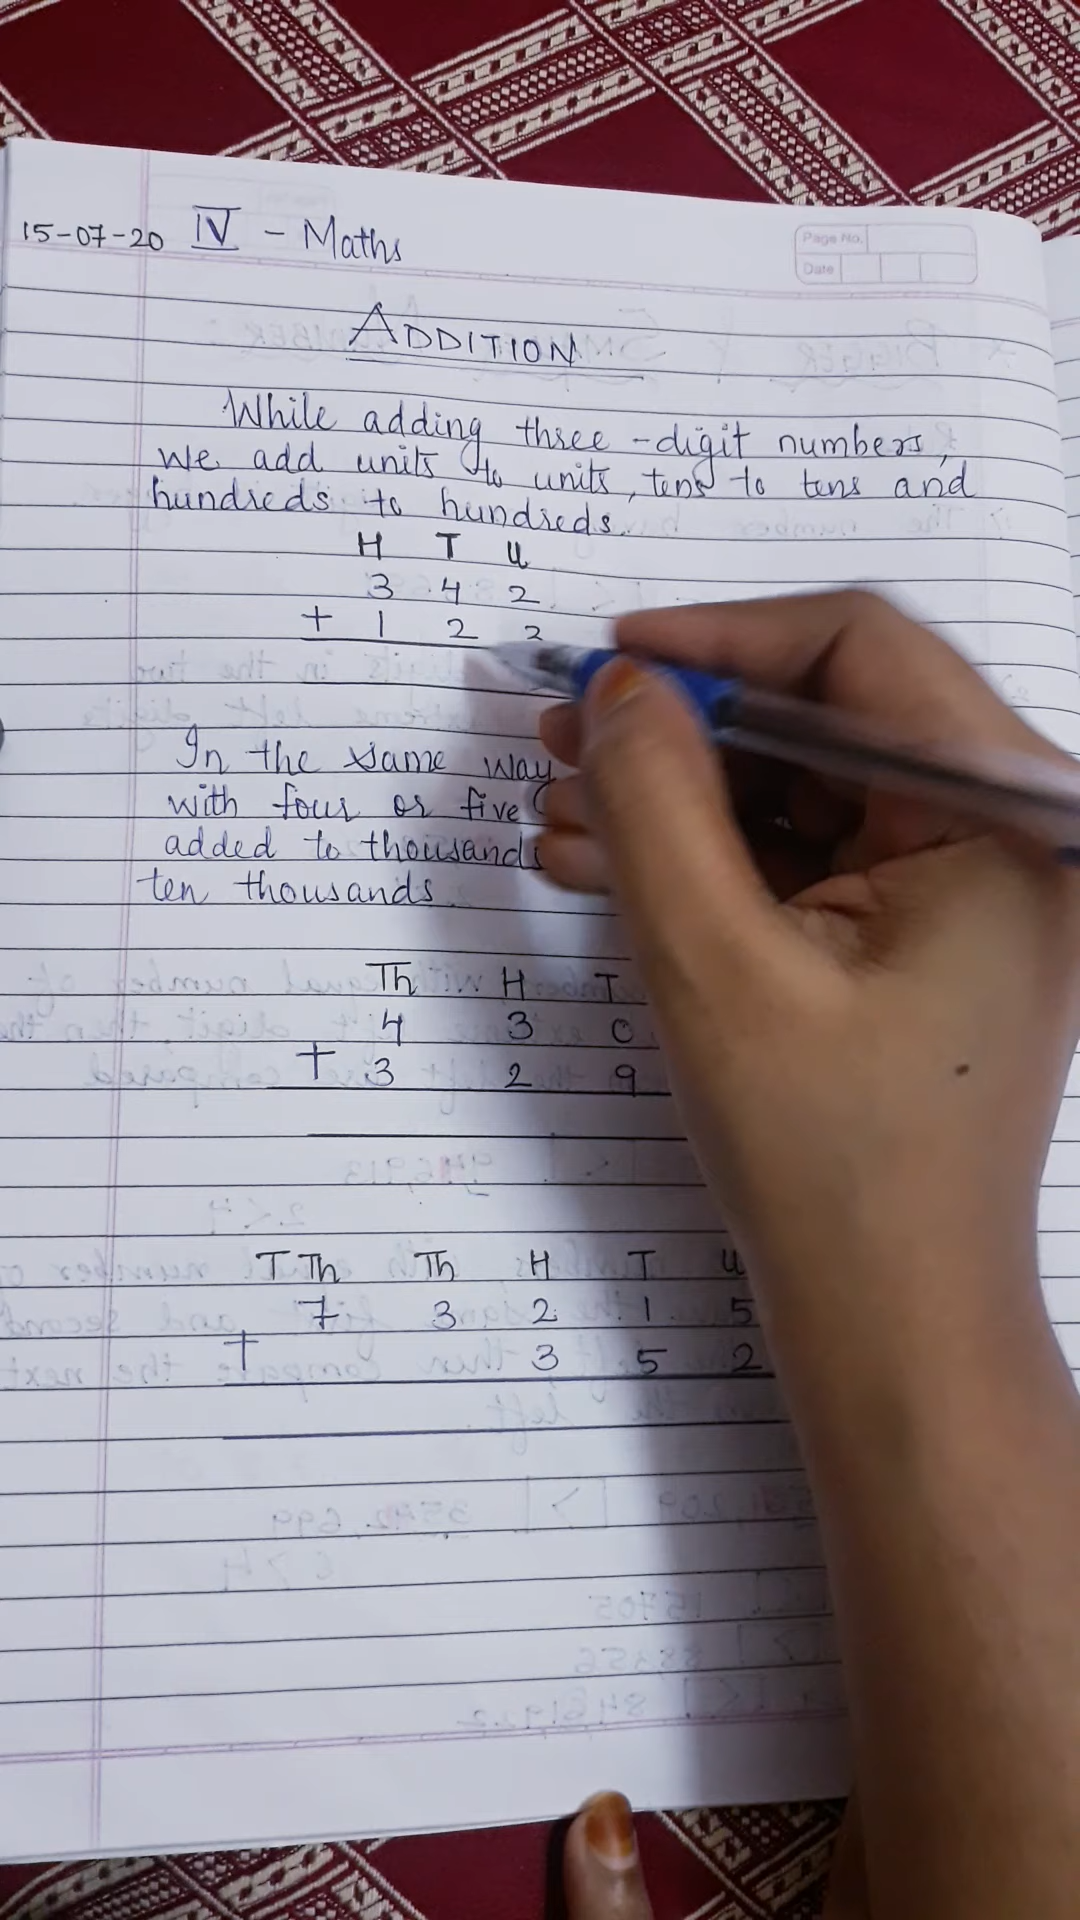 15-07-20 IV - Maths
Page No.
Date
ADDITION
While adding three-digit numbers,
we add units to units, tens to tens and
hundreds to hundreds.
H T U
3 4 2
+ 1 2 2
In the same way
with four or five
added to thousands
ten thousands.
Th H T
4 3 0
+ 3 2 9
T Th Th H T U
7 3 2 1 5
+ 3 5 2